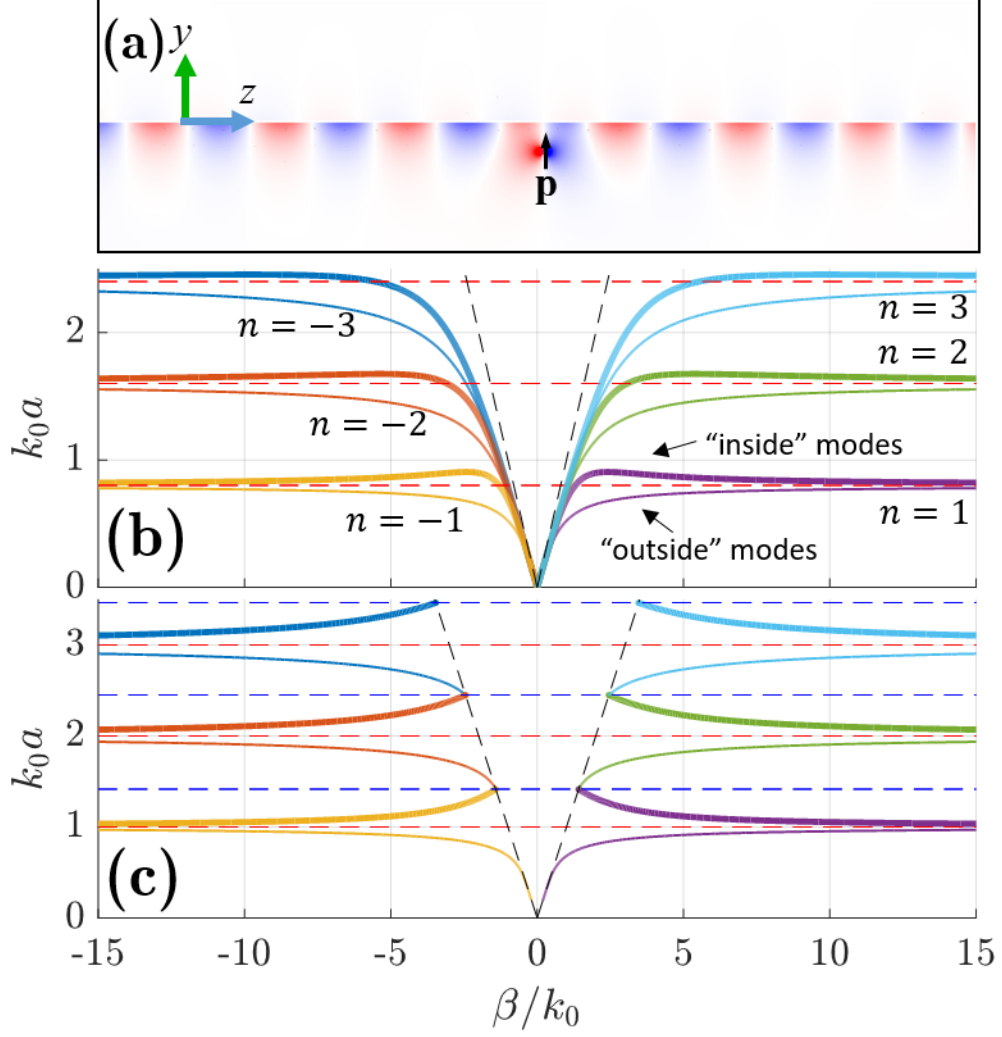 (a)
y
z
p
k₀a
2
1
0
n = −3
n = 3
n = 2
n = −2
"inside" modes
n = −1
n = 1
"outside" modes
(b)
k₀a
3
2
1
0
(c)
-15 -10 -5 0 5 10 15
β/k₀